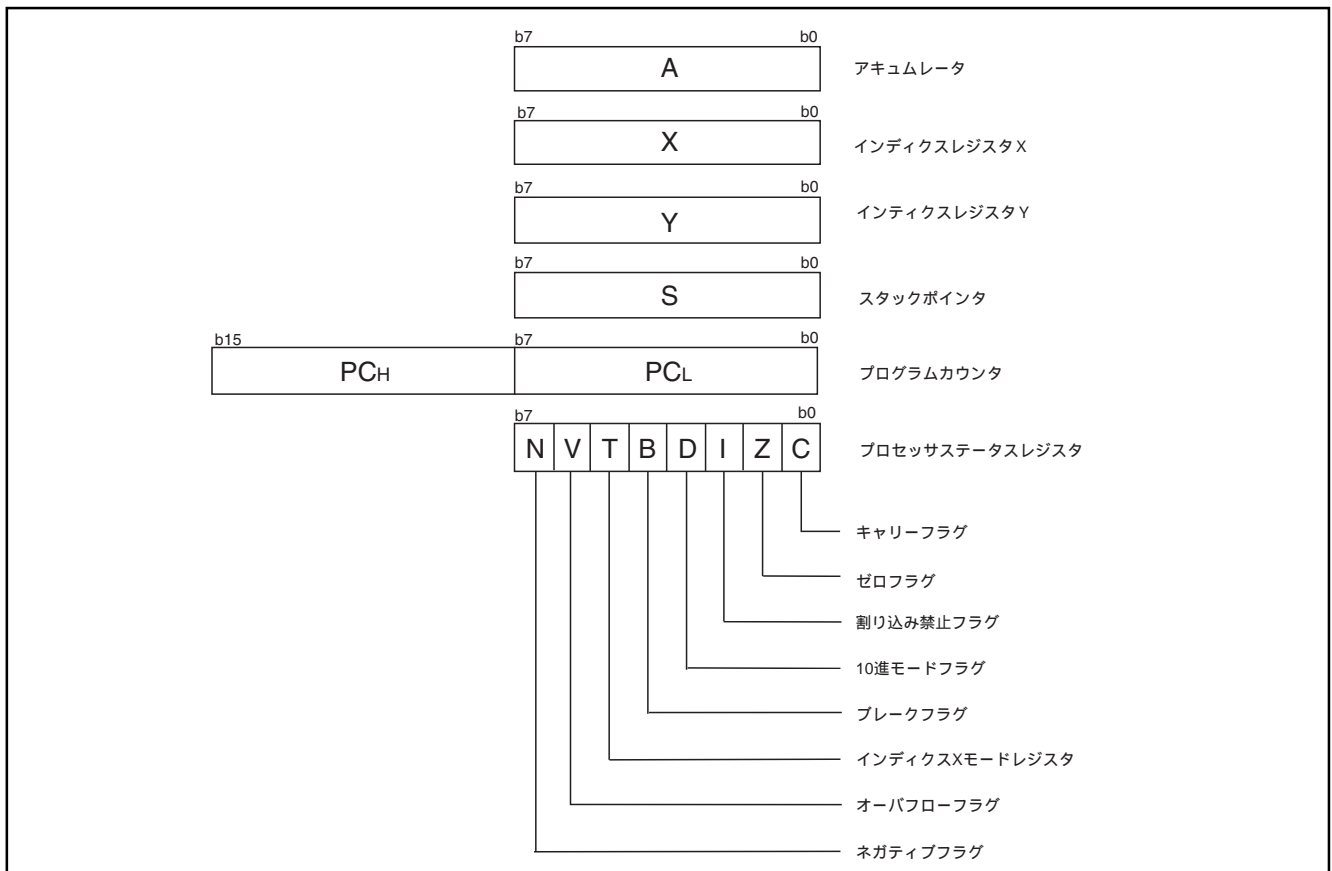 b7 b0
A アキュムレータ
b7 b0
X インディクスレジスタX
b7 b0
Y インティクスレジスタY
b7 b0
S スタックポインタ
b15 b7 b0
PCH PCL プログラムカウンタ
b7 b0
N V T B D I Z C プロセッサステータスレジスタ
キャリーフラグ
ゼロフラグ
割り込み禁止フラグ
10進モードフラグ
ブレークフラグ
インディクスXモードレジスタ
オーバフローフラグ
ネガティブフラグ